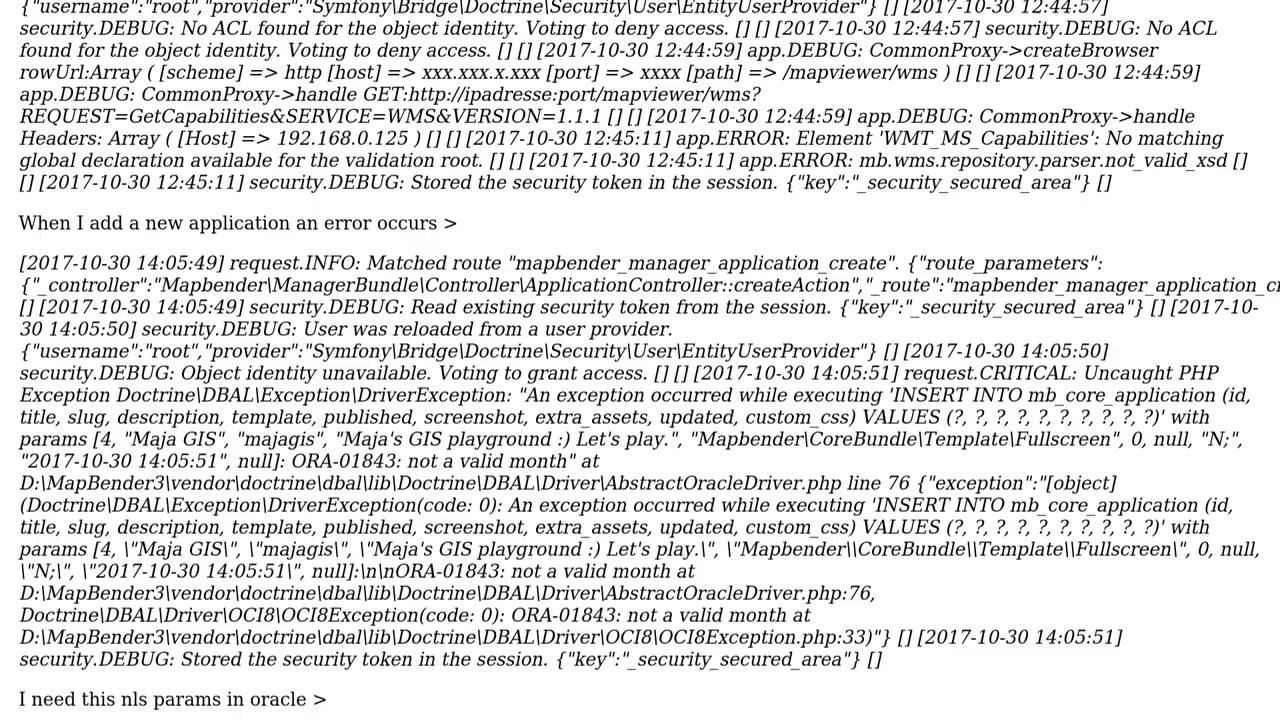 {"username":"root","provider":"Symfony\Bridge\Doctrine\Security\User\EntityUserProvider"} [] [2017-10-30 12:44:57]
security.DEBUG: No ACL found for the object identity. Voting to deny access. [] [] [2017-10-30 12:44:57] security.DEBUG: No ACL
found for the object identity. Voting to deny access. [] [] [2017-10-30 12:44:59] app.DEBUG: CommonProxy->createBrowser
rowUrl:Array ( [scheme] => http [host] => xxx.xxx.x.xxx [port] => xxxx [path] => /mapviewer/wms ) [] [] [2017-10-30 12:44:59]
app.DEBUG: CommonProxy->handle GET:http://ipadresse:port/mapviewer/wms?
REQUEST=GetCapabilities&SERVICE=WMS&VERSION=1.1.1 [] [] [2017-10-30 12:44:59] app.DEBUG: CommonProxy->handle
Headers: Array ( [Host] => 192.168.0.125 ) [] [] [2017-10-30 12:45:11] app.ERROR: Element 'WMT_MS_Capabilities': No matching
global declaration available for the validation root. [] [] [2017-10-30 12:45:11] app.ERROR: mb.wms.repository.parser.not_valid_xsd []
[] [2017-10-30 12:45:11] security.DEBUG: Stored the security token in the session. {"key":"_security_secured_area"} []
When I add a new application an error occurs >
[2017-10-30 14:05:49] request.INFO: Matched route "mapbender_manager_application_create". {"route_parameters":
{"_controller":"Mapbender\ManagerBundle\Controller\ApplicationController::createAction","_route":"mapbender_manager_application_cr
[] [2017-10-30 14:05:49] security.DEBUG: Read existing security token from the session. {"key":"_security_secured_area"} [] [2017-10-
30 14:05:50] security.DEBUG: User was reloaded from a user provider.
{"username":"root","provider":"Symfony\Bridge\Doctrine\Security\User\EntityUserProvider"} [] [2017-10-30 14:05:50]
security.DEBUG: Object identity unavailable. Voting to grant access. [] [] [2017-10-30 14:05:51] request.CRITICAL: Uncaught PHP
Exception Doctrine\DBAL\Exception\DriverException: "An exception occurred while executing 'INSERT INTO mb_core_application (id,
title, slug, description, template, published, screenshot, extra_assets, updated, custom_css) VALUES (?, ?, ?, ?, ?, ?, ?, ?, ?, ?)' with
params [4, "Maja GIS", "majagis", "Maja's GIS playground :) Let's play.", "Mapbender\CoreBundle\Template\Fullscreen", 0, null, "N;",
"2017-10-30 14:05:51", null]: ORA-01843: not a valid month" at
D:\MapBender3\vendor\doctrine\dbal\lib\Doctrine\DBAL\Driver\AbstractOracleDriver.php line 76 {"exception":"[object]
(Doctrine\DBAL\Exception\DriverException(code: 0): An exception occurred while executing 'INSERT INTO mb_core_application (id,
title, slug, description, template, published, screenshot, extra_assets, updated, custom_css) VALUES (?, ?, ?, ?, ?, ?, ?, ?, ?, ?)' with
params [4, \"Maja GIS\", \"majagis\", \"Maja's GIS playground :) Let's play.\", \"Mapbender\\CoreBundle\\Template\\Fullscreen\", 0, null,
\"N;\", \"2017-10-30 14:05:51\", null]:\n\nORA-01843: not a valid month at
D:\MapBender3\vendor\doctrine\dbal\lib\Doctrine\DBAL\Driver\AbstractOracleDriver.php:76,
Doctrine\DBAL\Driver\OCI8\OCI8Exception(code: 0): ORA-01843: not a valid month at
D:\MapBender3\vendor\doctrine\dbal\lib\Doctrine\DBAL\Driver\OCI8\OCI8Exception.php:33)"} [] [2017-10-30 14:05:51]
security.DEBUG: Stored the security token in the session. {"key":"_security_secured_area"} []
I need this nls params in oracle >